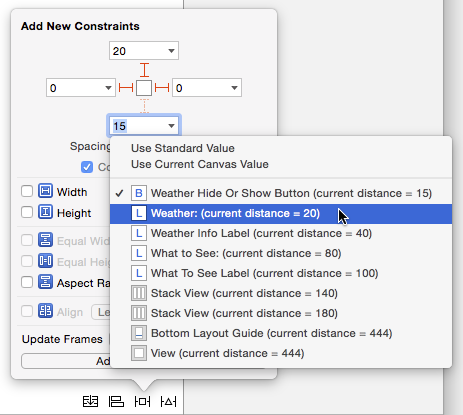 Add New Constraints
20
0
0
15
Spacing
Use Standard Value
Use Current Canvas Value
✓ B Weather Hide Or Show Button (current distance = 15)
L Weather: (current distance = 20)
L Weather Info Label (current distance = 40)
L What to See: (current distance = 80)
L What To See Label (current distance = 100)
Stack View (current distance = 140)
Stack View (current distance = 180)
Bottom Layout Guide (current distance = 444)
View (current distance = 444)
Co
Width
Height
Equal Wid
Equal Heig
Aspect Ra
Align Le
Update Frames
Ad